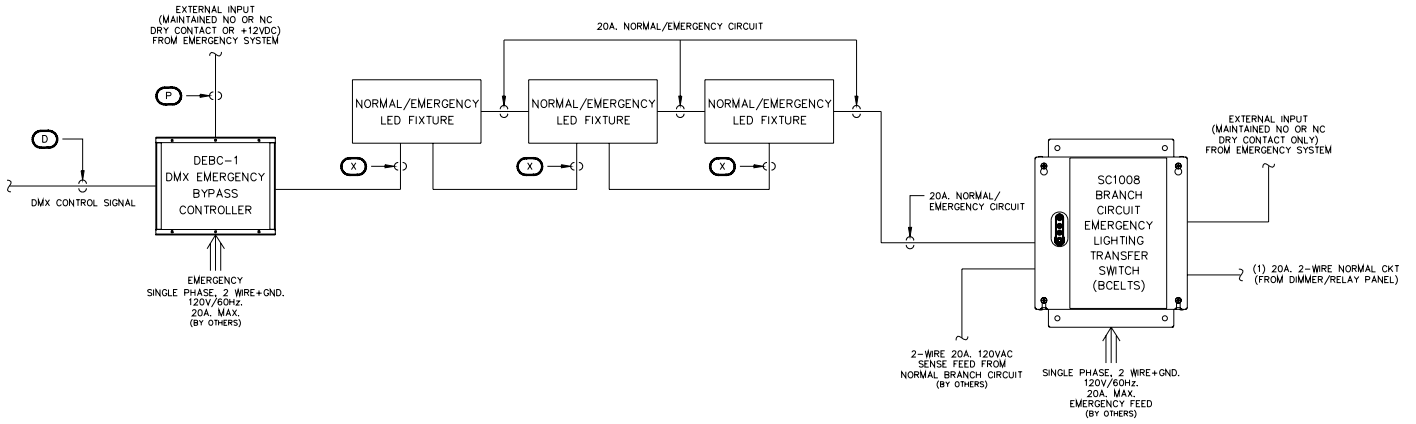 EXTERNAL INPUT
(MAINTAINED NO OR NC
DRY CONTACT OR +12VDC)
FROM EMERGENCY SYSTEM
P
D
DMX CONTROL SIGNAL
DEBC-1
DMX EMERGENCY
BYPASS
CONTROLLER
EMERGENCY
SINGLE PHASE, 2 WIRE+GND.
120V/60Hz.
20A. MAX.
(BY OTHERS)
20A. NORMAL/EMERGENCY CIRCUIT
NORMAL/EMERGENCY
LED FIXTURE
NORMAL/EMERGENCY
LED FIXTURE
NORMAL/EMERGENCY
LED FIXTURE
X
X
X
20A. NORMAL/
EMERGENCY CIRCUIT
2-WIRE 20A. 120VAC
SENSE FEED FROM
NORMAL BRANCH CIRCUIT
(BY OTHERS)
SC1008
BRANCH
CIRCUIT
EMERGENCY
LIGHTING
TRANSFER
SWITCH
(BCELTS)
SINGLE PHASE, 2 WIRE+GND.
120V/60Hz.
20A. MAX.
EMERGENCY FEED
(BY OTHERS)
EXTERNAL INPUT
(MAINTAINED NO OR NC
DRY CONTACT ONLY)
FROM EMERGENCY SYSTEM
(1) 20A. 2-WIRE NORMAL CKT
(FROM DIMMER/RELAY PANEL)